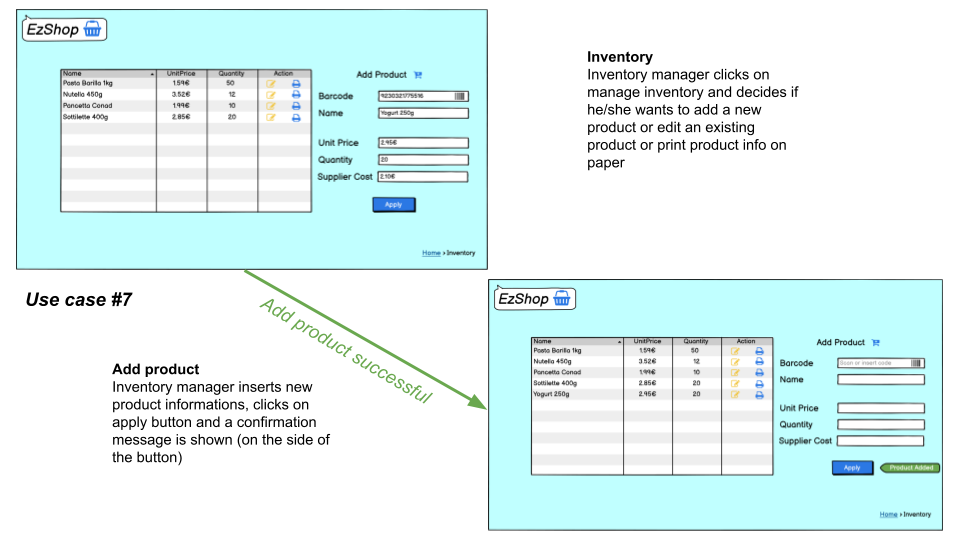 EzShop
Name UnitPrice Quantity Action
Pasta Barilla 1kg 1.59€ 50
Nutella 450g 3.52€ 12
Pancetta Conad 1.99€ 10
Sottilette 400g 2.85€ 20
Add Product
Barcode 9230321775516
Name Yogurt 250g
Unit Price 2,95€
Quantity 20
Supplier Cost 2,10€
Apply
Home › Inventory
Inventory
Inventory manager clicks on
manage inventory and decides if
he/she wants to add a new
product or edit an existing
product or print product info on
paper
Use case #7
Add product successful
Add product
Inventory manager inserts new
product informations, clicks on
apply button and a confirmation
message is shown (on the side of
the button)
EzShop
Name UnitPrice Quantity Action
Pasta Barilla 1kg 1.59€ 50
Nutella 450g 3.52€ 12
Pancetta Conad 1.99€ 10
Sottilette 400g 2.85€ 20
Yogurt 250g 2.95€ 20
Add Product
Barcode Scan or insert code
Name
Unit Price
Quantity
Supplier Cost
Apply Product Added
Home › Inventory